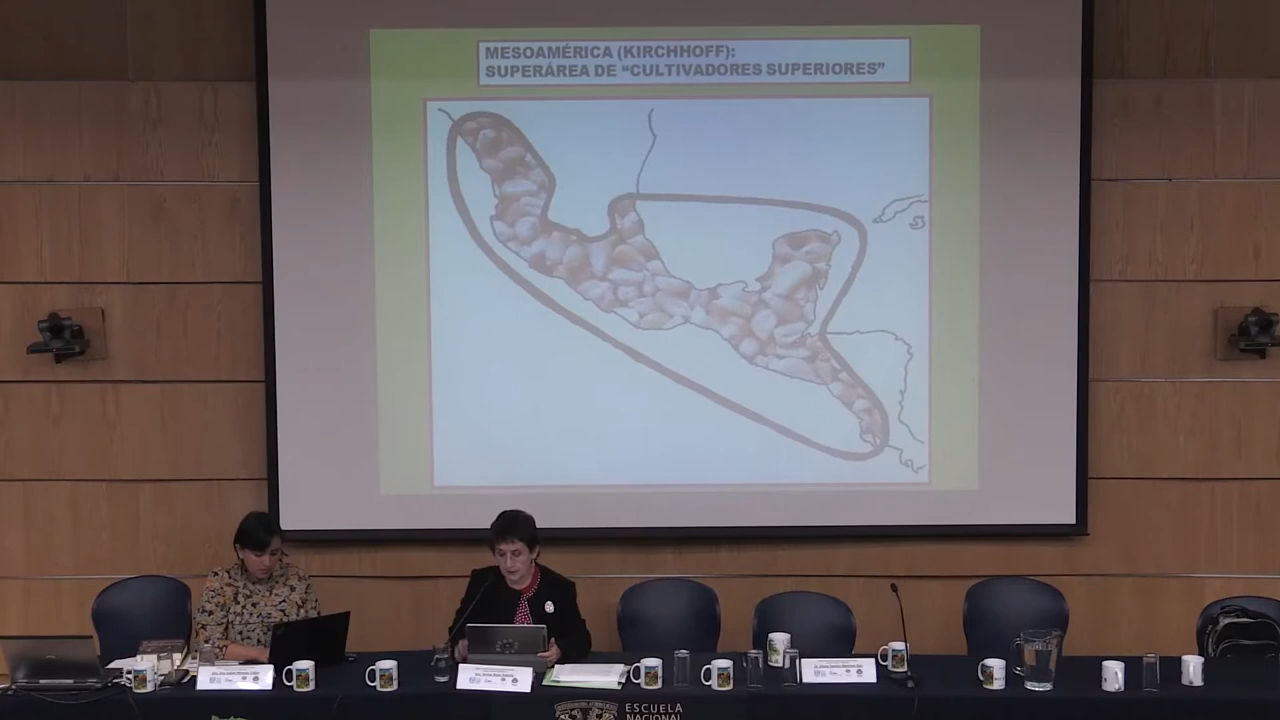 MESOAMÉRICA (KIRCHHOFF):
SUPERÁREA DE “CULTIVADORES SUPERIORES”
ESCUELA
NACIONAL